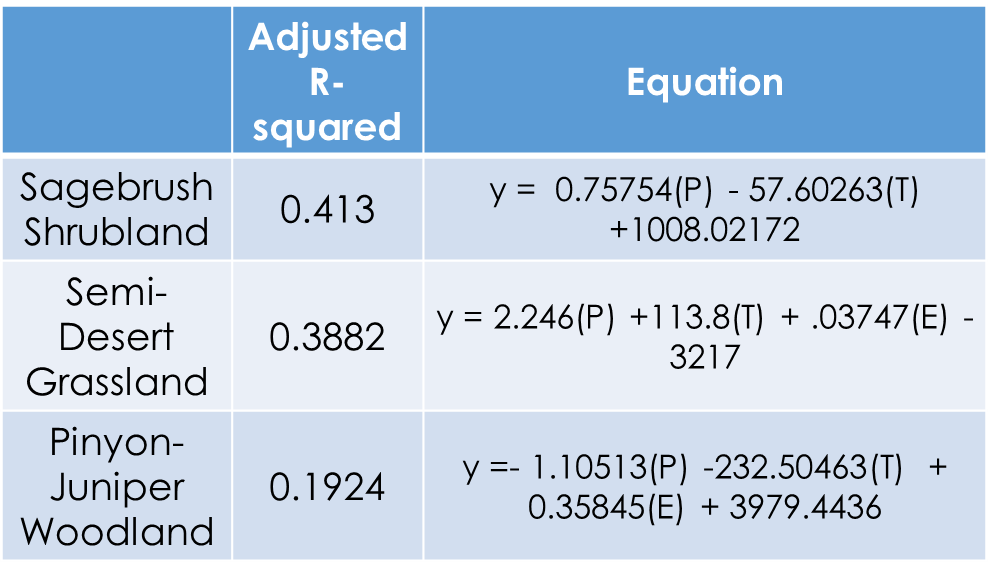 Adjusted
R-
squared
Equation
Sagebrush
Shrubland
0.413
y =  0.75754(P) - 57.60263(T)
+1008.02172
Semi-
Desert
Grassland
0.3882
y = 2.246(P) +113.8(T) + .03747(E) -
3217
Pinyon-
Juniper
Woodland
0.1924
y =- 1.10513(P) -232.50463(T)  +
0.35845(E) + 3979.4436